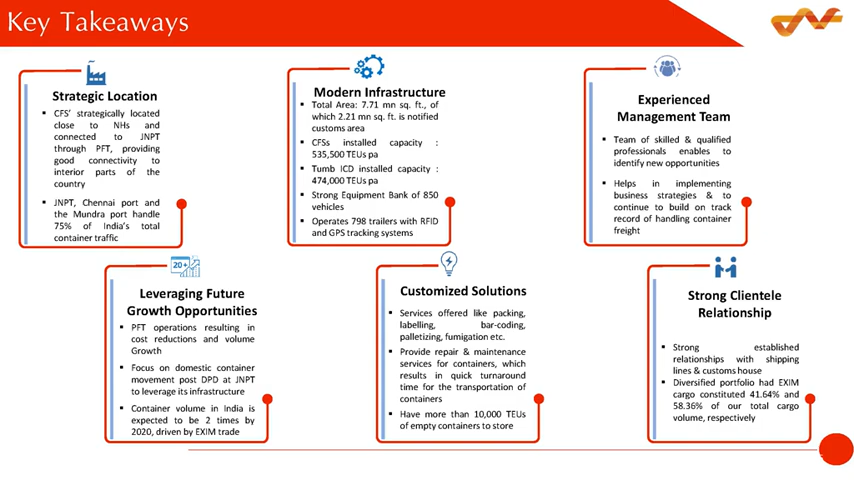 Key Takeaways
Strategic Location
▪ CFS' strategically located
close to NHs and
connected to JNPT
through PFT, providing
good connectivity to
interior parts of the
country
▪ JNPT, Chennai port and
the Mundra port handle
75% of India's total
container traffic
Modern Infrastructure
▪ Total Area: 7.71 mn sq. ft., of
which 2.21 mn sq. ft. is notified
customs area
▪ CFSs installed capacity :
535,500 TEUs pa
▪ Tumb ICD installed capacity :
474,000 TEUs pa
▪ Strong Equipment Bank of 850
vehicles
▪ Operates 798 trailers with RFID
and GPS tracking systems
Experienced
Management Team
▪ Team of skilled & qualified
professionals enables to
identify new opportunities
▪ Helps in implementing
business strategies & to
continue to build on track
record of handling container
freight
20+
Leveraging Future
Growth Opportunities
▪ PFT operations resulting in
cost reductions and volume
Growth
▪ Focus on domestic container
movement post DPD at JNPT
to leverage its infrastructure
▪ Container volume in India is
expected to be 2 times by
2020, driven by EXIM trade
Customized Solutions
▪ Services offered like packing,
labelling, bar-coding,
palletizing, fumigation etc.
▪ Provide repair & maintenance
services for containers, which
results in quick turnaround
time for the transportation of
containers
▪ Have more than 10,000 TEUs
of empty containers to store
Strong Clientele
Relationship
▪ Strong established
relationships with shipping
lines & customs house
▪ Diversified portfolio had EXIM
cargo constituted 41.64% and
58.36% of our total cargo
volume, respectively